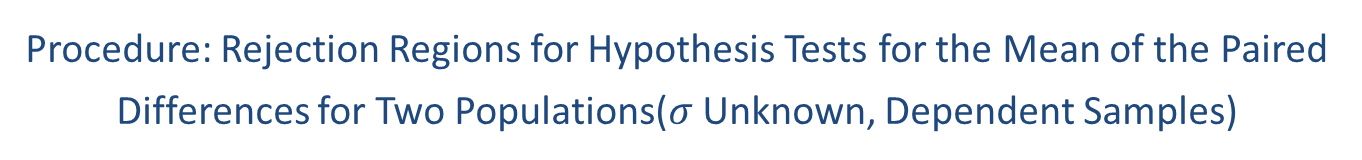 Procedure: Rejection Regions for Hypothesis Tests for the Mean of the Paired
Differences for Two Populations(σ Unknown, Dependent Samples)